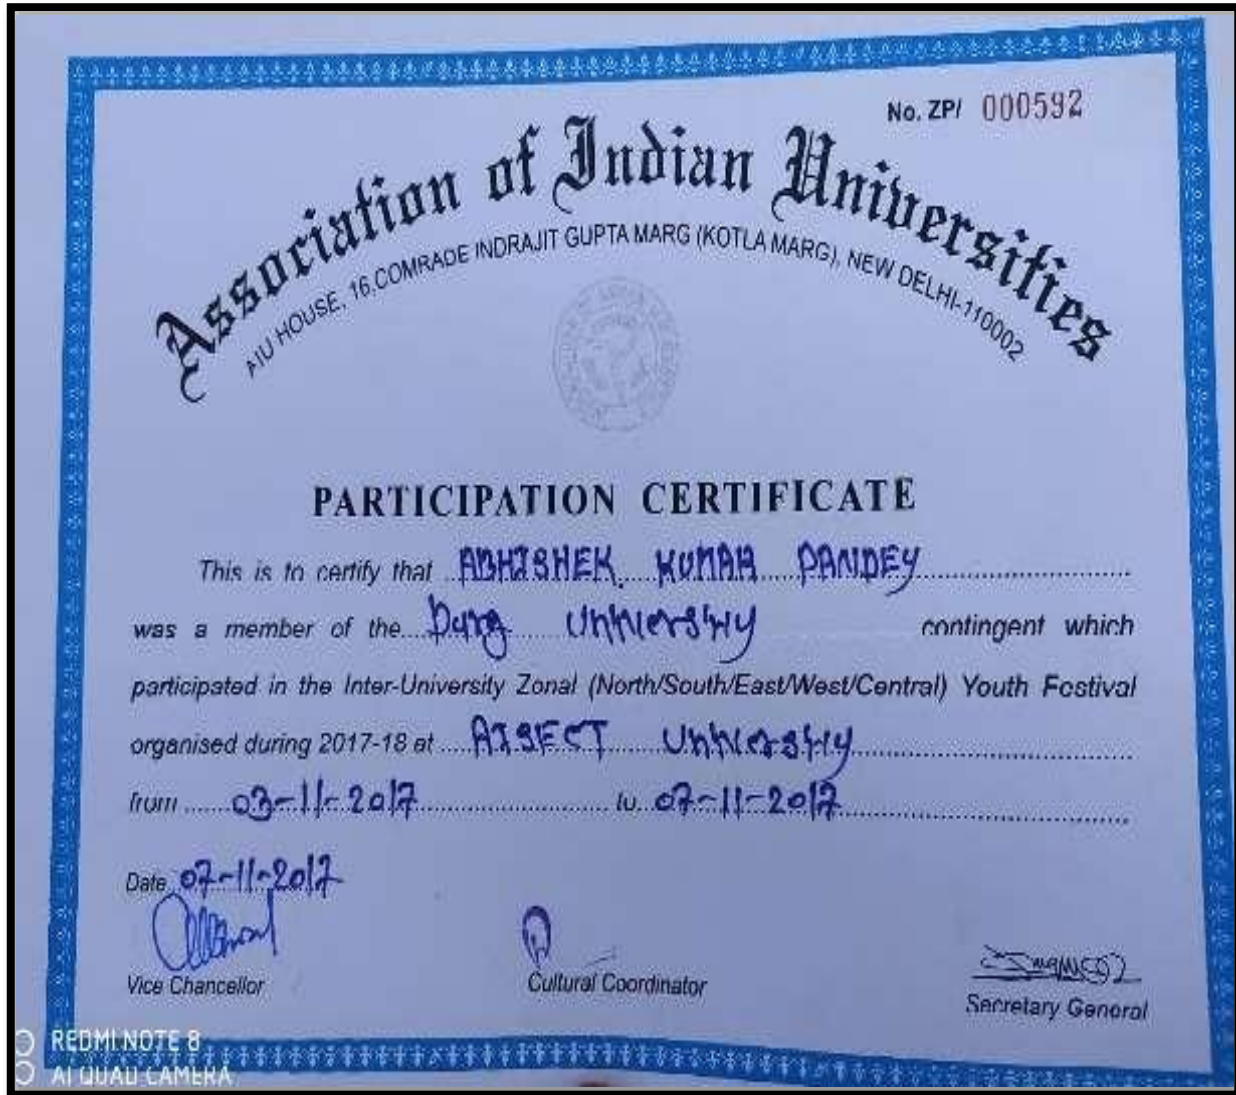 No. ZP/ 000592
Association of Indian Universities
AIU HOUSE, 16, COMRADE INDRAJIT GUPTA MARG (KOTLA MARG), NEW DELHI-110002
PARTICIPATION CERTIFICATE
This is to certify that ABHISHEK KUMAR PANDEY
was a member of the Durg University contingent which
participated in the Inter-University Zonal (North/South/East/West/Central) Youth Festival
organised during 2017-18 at AISECT University
from 03-11-2017 to 07-11-2017
Date 07-11-2017
Vice Chancellor
Cultural Coordinator
Secretary General
REDMI NOTE 8
AI QUAD CAMERA